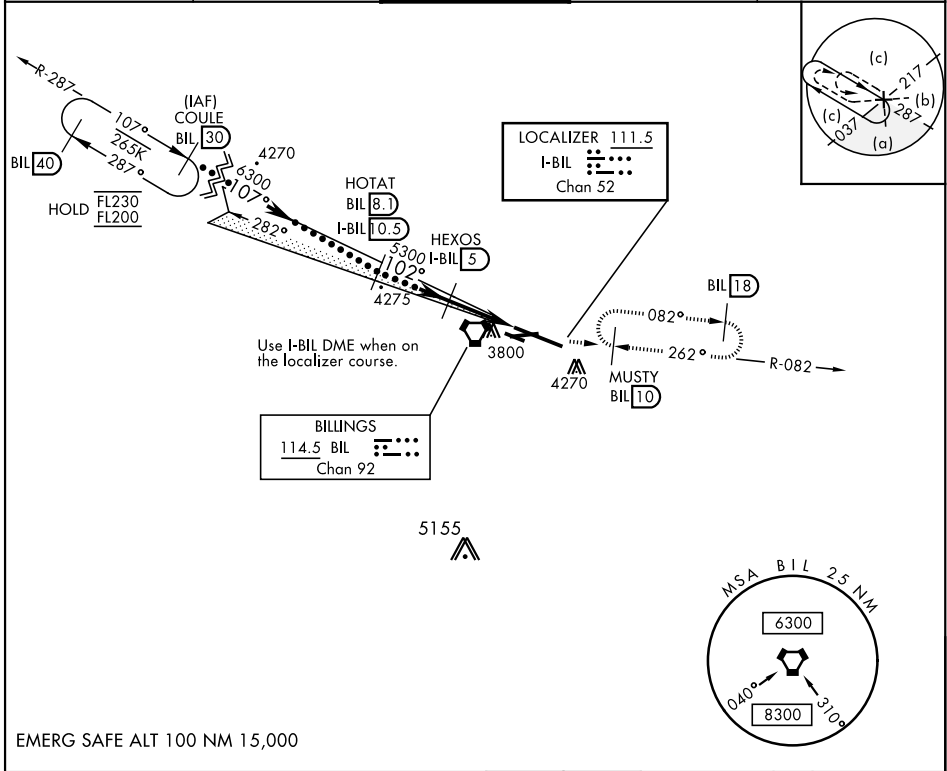 R-287
107°
265K
287°
BIL 40
HOLD FL230
FL200
(IAF)
COULE
BIL 30
4270
6300
107°
282°
HOTAT
BIL 8.1
I-BIL 10.5
5300
102°
HEXOS
I-BIL 5
4275
LOCALIZER 111.5
I-BIL
Chan 52
(c)
217
(b)
287
(c)
037
(a)
BIL 18
082°
262°
R-082
MUSTY
BIL 10
3800
4270
Use I-BIL DME when on
the localizer course.
BILLINGS
114.5 BIL
Chan 92
5155
MSA BIL 25 NM
6300
040°
310°
8300
EMERG SAFE ALT 100 NM 15,000